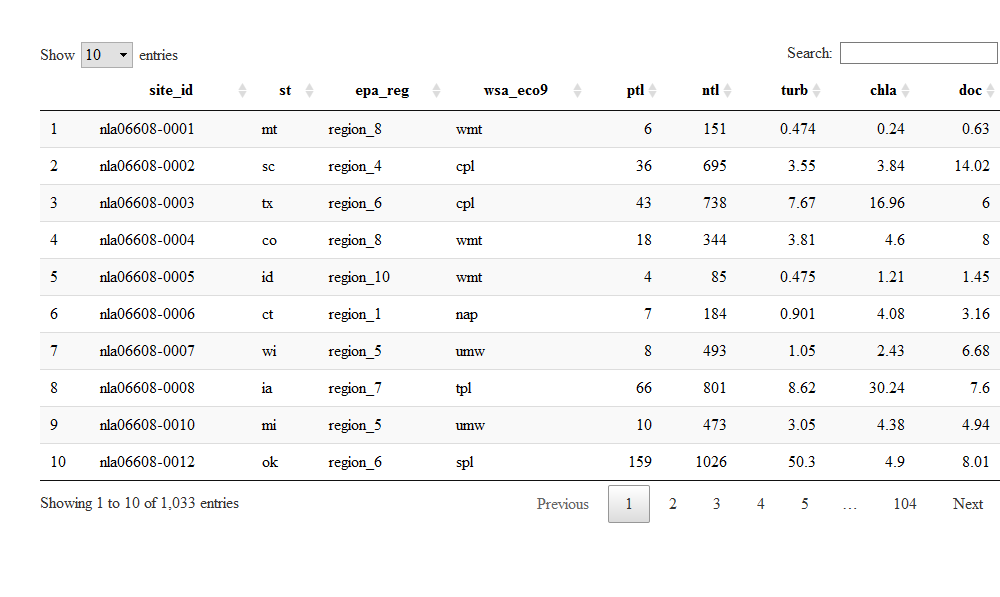 Show 10 entries Search:
site_id st epa_reg wsa_eco9 ptl ntl turb chla doc
1 nla06608-0001 mt region_8 wmt 6 151 0.474 0.24 0.63
2 nla06608-0002 sc region_4 cpl 36 695 3.55 3.84 14.02
3 nla06608-0003 tx region_6 cpl 43 738 7.67 16.96 6
4 nla06608-0004 co region_8 wmt 18 344 3.81 4.6 8
5 nla06608-0005 id region_10 wmt 4 85 0.475 1.21 1.45
6 nla06608-0006 ct region_1 nap 7 184 0.901 4.08 3.16
7 nla06608-0007 wi region_5 umw 8 493 1.05 2.43 6.68
8 nla06608-0008 ia region_7 tpl 66 801 8.62 30.24 7.6
9 nla06608-0010 mi region_5 umw 10 473 3.05 4.38 4.94
10 nla06608-0012 ok region_6 spl 159 1026 50.3 4.9 8.01
Showing 1 to 10 of 1,033 entries Previous 1 2 3 4 5 … 104 Next